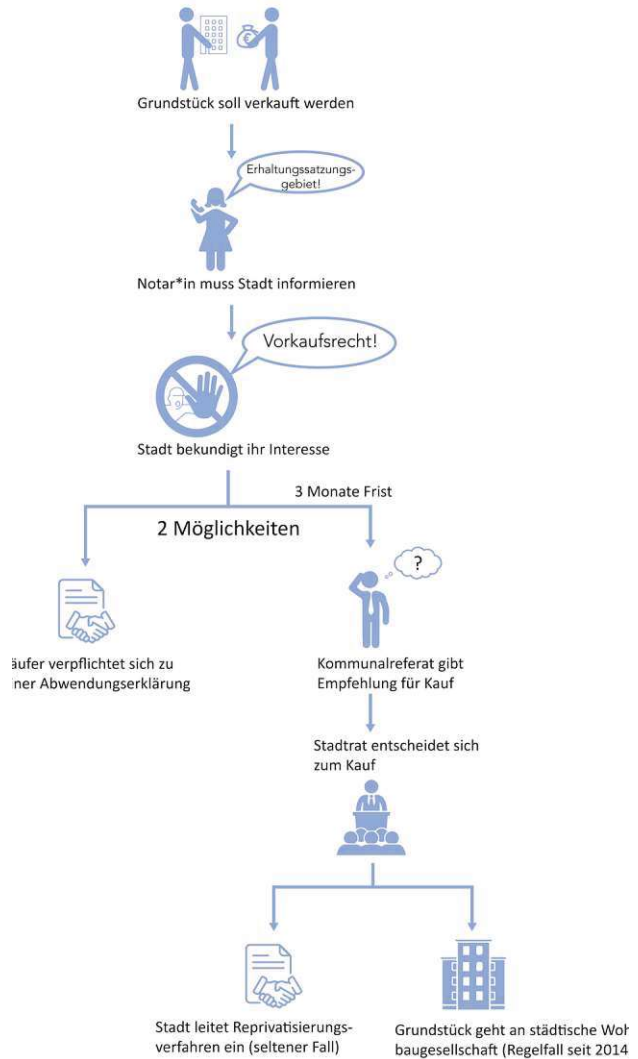 €
Grundstück soll verkauft werden
Erhaltungssatzungs-
gebiet!
Notar*in muss Stadt informieren
Vorkaufsrecht!
Stadt bekundigt ihr Interesse
3 Monate Frist
2 Möglichkeiten
?
äufer verpflichtet sich zu
iner Abwendungserklärung
Kommunalreferat gibt
Empfehlung für Kauf
Stadtrat entscheidet sich
zum Kauf
Stadt leitet Reprivatisierungs-
verfahren ein (seltener Fall)
Grundstück geht an städtische Woh
baugesellschaft (Regelfall seit 2014